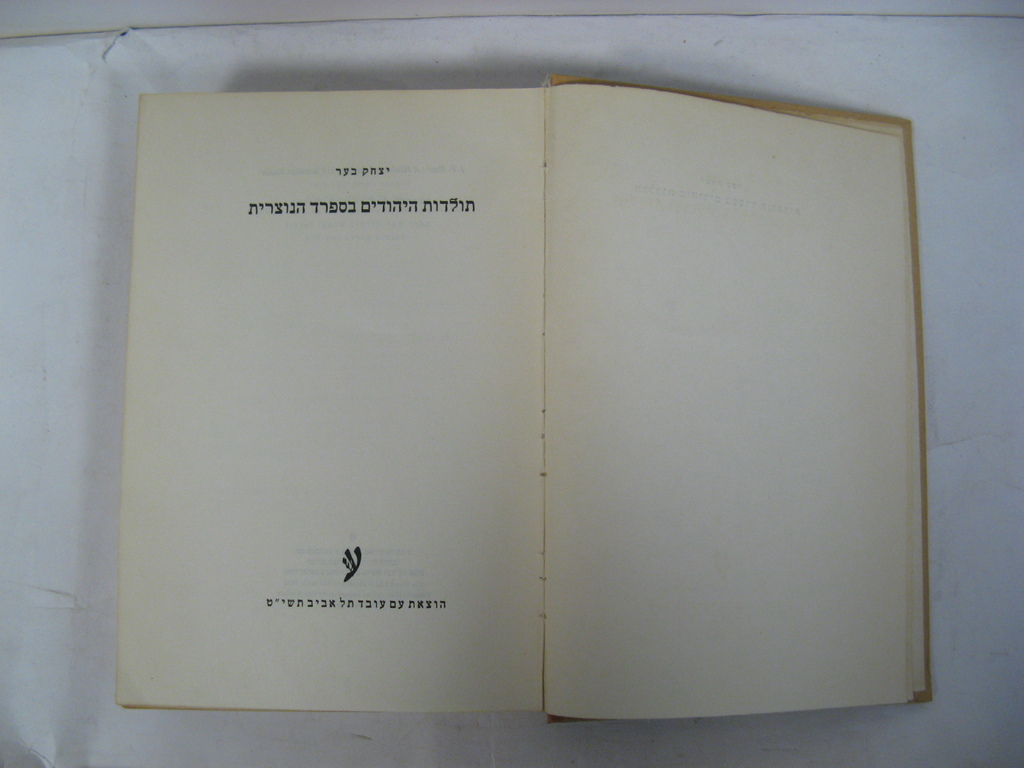 יצחק בער
תולדות היהודים בספרד הנוצרית
ע
הוצאת עם עובד תל אביב תשי״ט